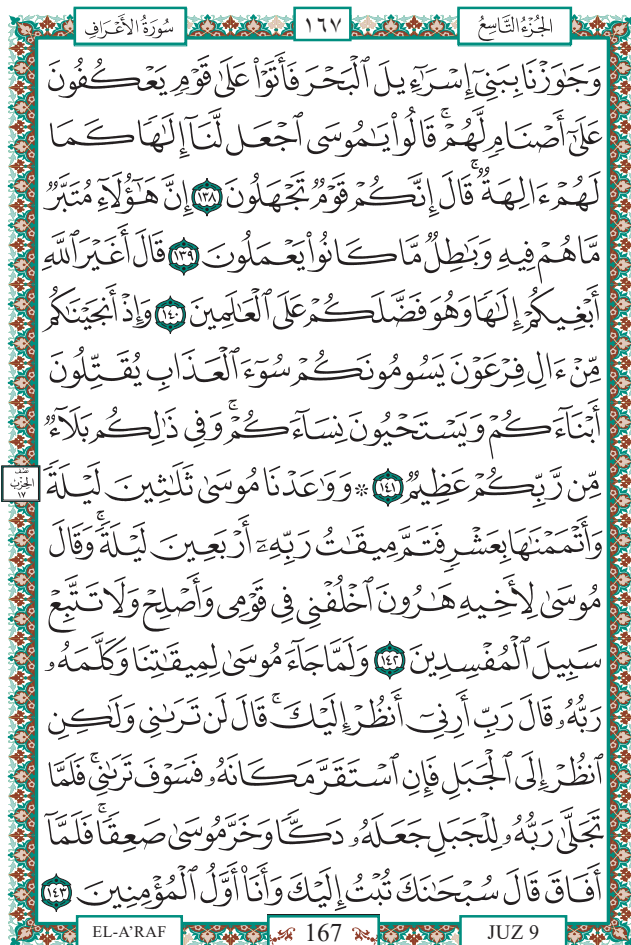 سُورَةُ الأَعْرَافِ ١٦٧ الجُزْءُ التَّاسِعُ
وَجَٰوَزْنَا بِبَنِىٓ إِسْرَٰٓءِيلَ ٱلْبَحْرَ فَأَتَوْا۟ عَلَىٰ قَوْمٍ يَعْكُفُونَ
عَلَىٰٓ أَصْنَامٍ لَّهُمْ ۚ قَالُوا۟ يَٰمُوسَى ٱجْعَل لَّنَآ إِلَٰهًا كَمَا
لَهُمْ ءَالِهَةٌ ۚ قَالَ إِنَّكُمْ قَوْمٌ تَجْهَلُونَ ١٣٨ إِنَّ هَٰٓؤُلَآءِ مُتَبَّرٌ
مَّا هُمْ فِيهِ وَبَٰطِلٌ مَّا كَانُوا۟ يَعْمَلُونَ ١٣٩ قَالَ أَغَيْرَ ٱللَّهِ
أَبْغِيكُمْ إِلَٰهًا وَهُوَ فَضَّلَكُمْ عَلَى ٱلْعَٰلَمِينَ ١٤٠ وَإِذْ أَنجَيْنَٰكُم
مِّنْ ءَالِ فِرْعَوْنَ يَسُومُونَكُمْ سُوٓءَ ٱلْعَذَابِ يُقَتِّلُونَ
أَبْنَآءَكُمْ وَيَسْتَحْيُونَ نِسَآءَكُمْ ۚ وَفِى ذَٰلِكُم بَلَآءٌ
مِّن رَّبِّكُمْ عَظِيمٌ ١٤١ ۞ وَوَٰعَدْنَا مُوسَىٰ ثَلَٰثِينَ لَيْلَةً
نصف
الحزب
١٧
وَأَتْمَمْنَٰهَا بِعَشْرٍ فَتَمَّ مِيقَٰتُ رَبِّهِۦٓ أَرْبَعِينَ لَيْلَةً ۚ وَقَالَ
مُوسَىٰ لِأَخِيهِ هَٰرُونَ ٱخْلُفْنِى فِى قَوْمِى وَأَصْلِحْ وَلَا تَتَّبِعْ
سَبِيلَ ٱلْمُفْسِدِينَ ١٤٢ وَلَمَّا جَآءَ مُوسَىٰ لِمِيقَٰتِنَا وَكَلَّمَهُۥ
رَبُّهُۥ قَالَ رَبِّ أَرِنِىٓ أَنظُرْ إِلَيْكَ ۚ قَالَ لَن تَرَىٰنِى وَلَٰكِنِ
ٱنظُرْ إِلَى ٱلْجَبَلِ فَإِنِ ٱسْتَقَرَّ مَكَانَهُۥ فَسَوْفَ تَرَىٰنِى ۚ فَلَمَّا
تَجَلَّىٰ رَبُّهُۥ لِلْجَبَلِ جَعَلَهُۥ دَكًّا وَخَرَّ مُوسَىٰ صَعِقًا ۚ فَلَمَّآ
أَفَاقَ قَالَ سُبْحَٰنَكَ تُبْتُ إِلَيْكَ وَأَنَا۠ أَوَّلُ ٱلْمُؤْمِنِينَ ١٤٣
EL-A'RAF 167 JUZ 9